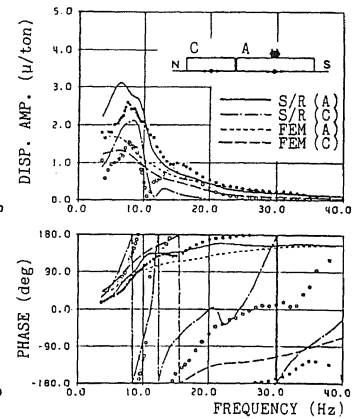 DISP. AMP. (μ/ton)
5.0
4.0
3.0
2.0
1.0
0.0
C A
N S
S/R (A)
S/R (C)
FEM (A)
FEM (C)
0.0 10.0 20.0 30.0 40.0
PHASE (deg)
180.0
90.0
0.0
-90.0
-180.0
0.0 10.0 20.0 30.0 40.0
FREQUENCY (Hz)